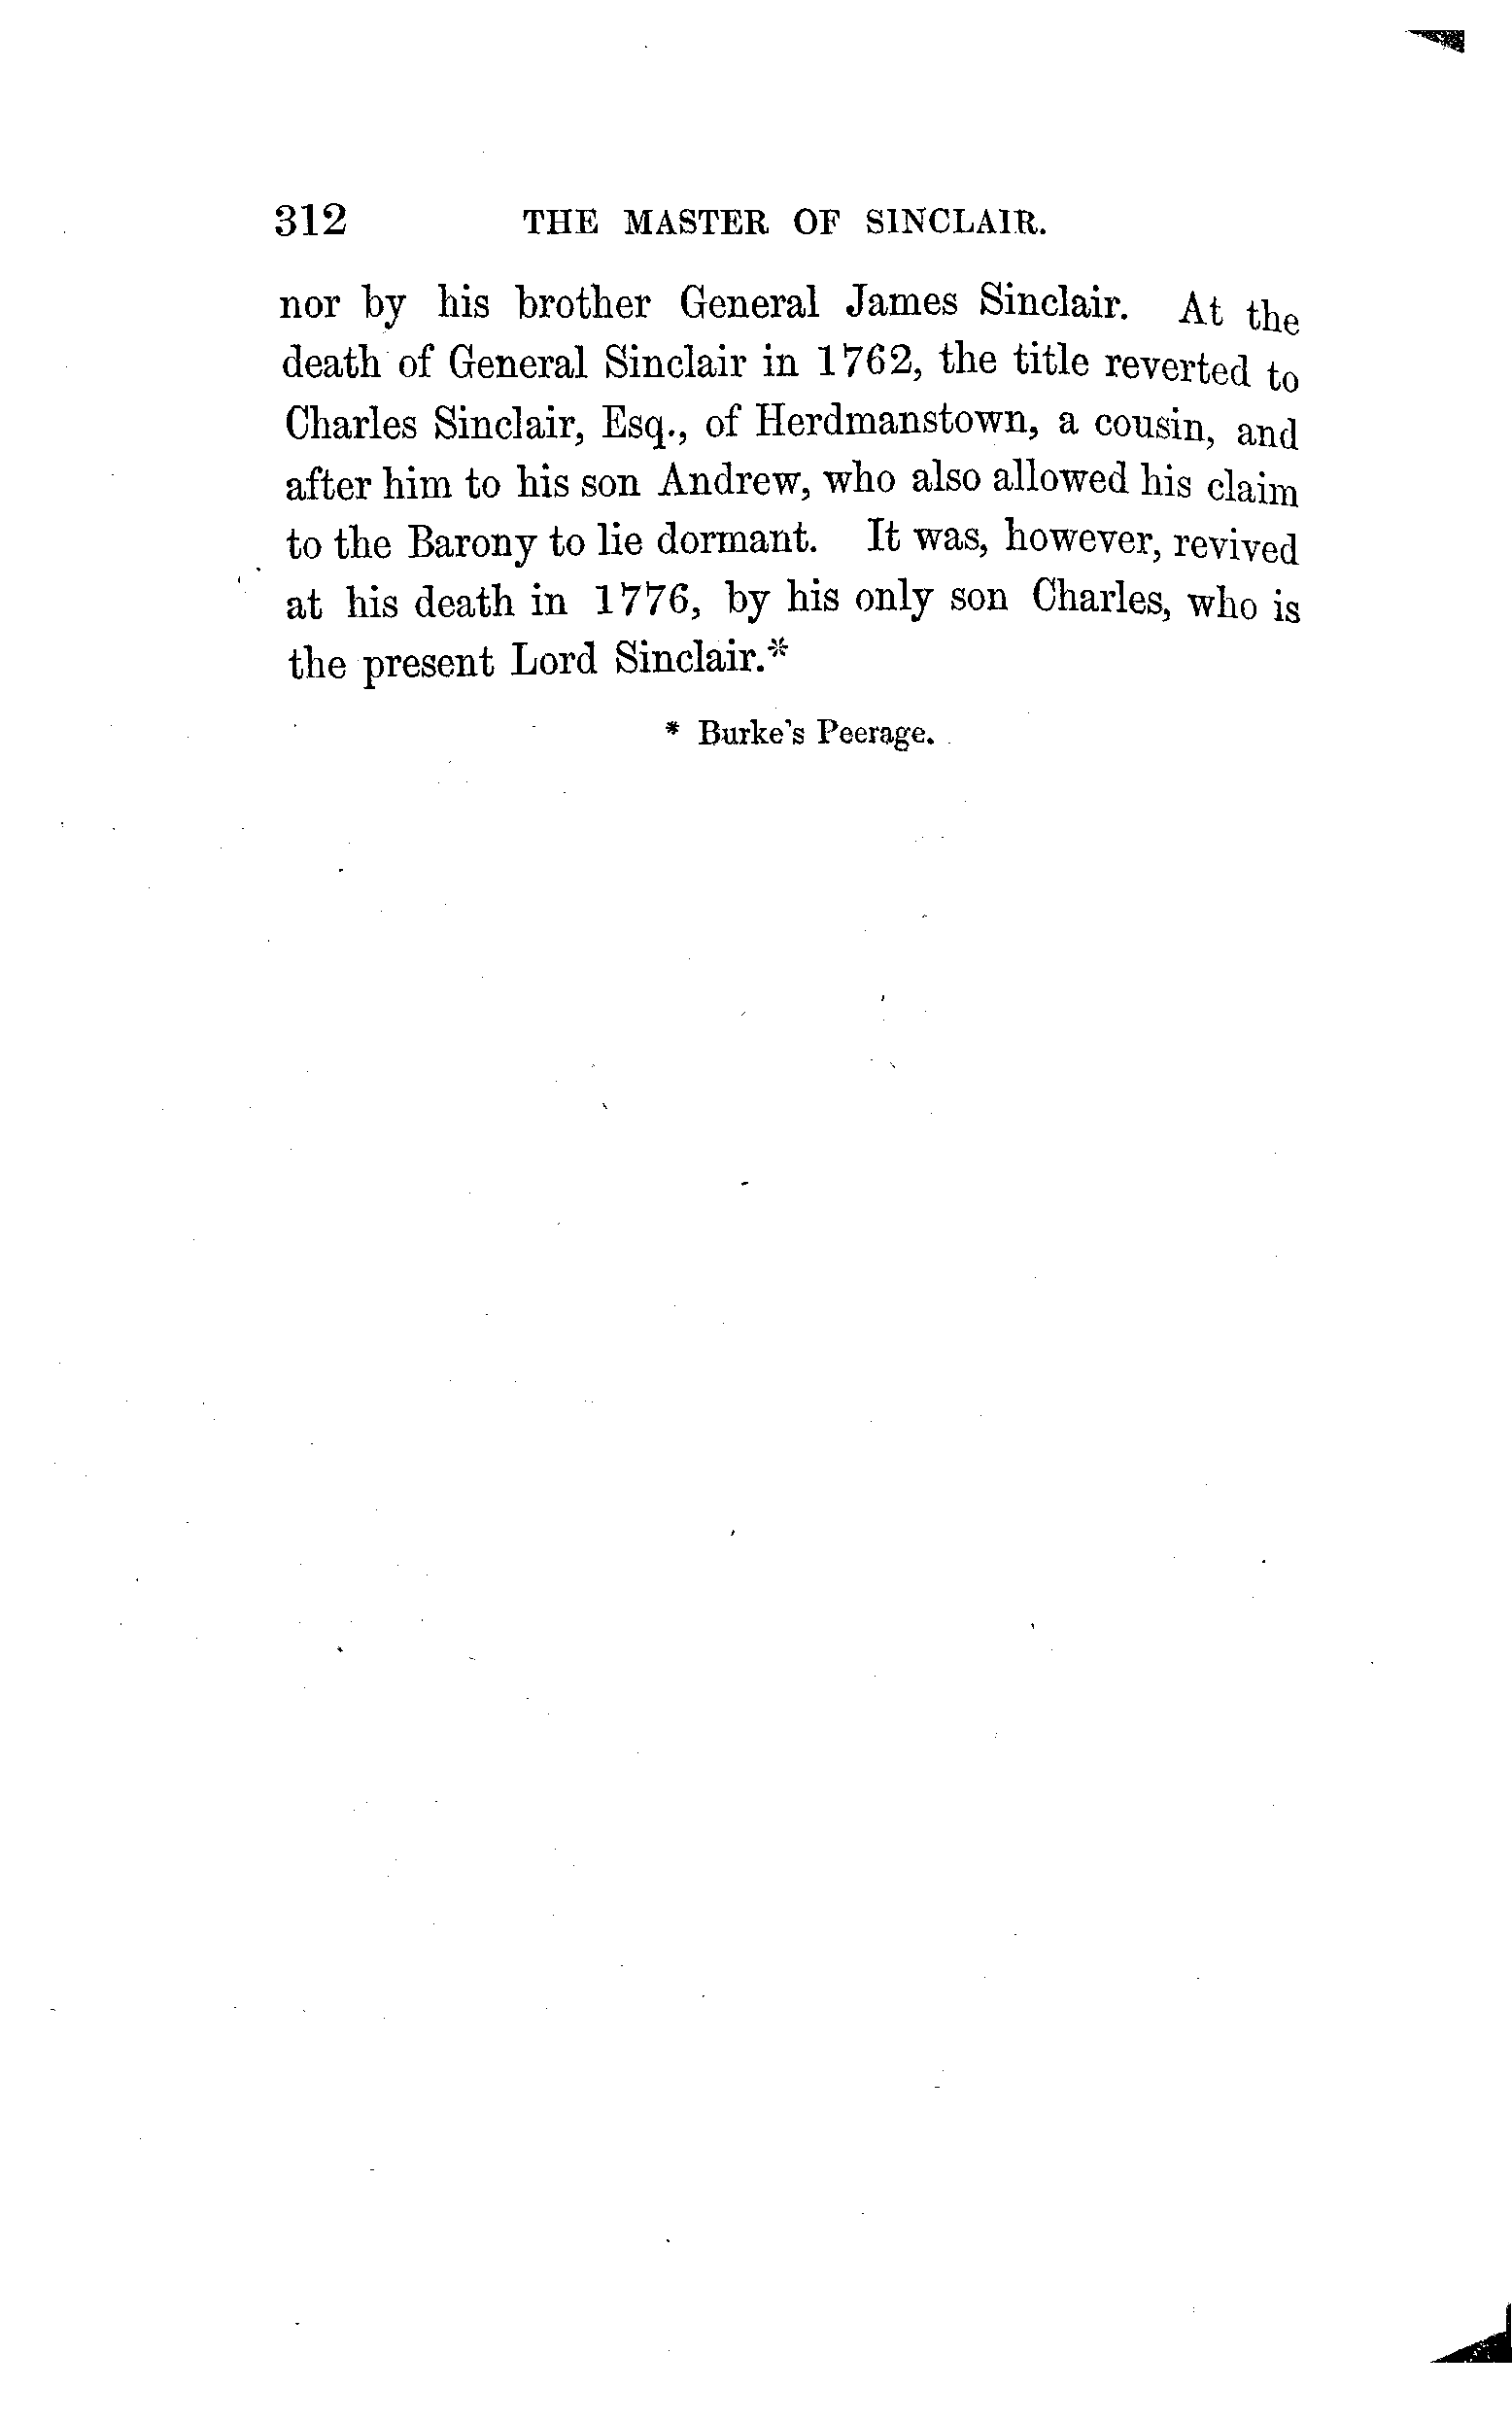 312 THE MASTER OF SINCLAIR.
nor by his brother General James Sinclair. At the
death of General Sinclair in 1762, the title reverted to
Charles Sinclair, Esq., of Herdmanstown, a cousin, and
after him to his son Andrew, who also allowed his claim
to the Barony to lie dormant. It was, however, revived
at his death in 1776, by his only son Charles, who is
the present Lord Sinclair.*
* Burke's Peerage.